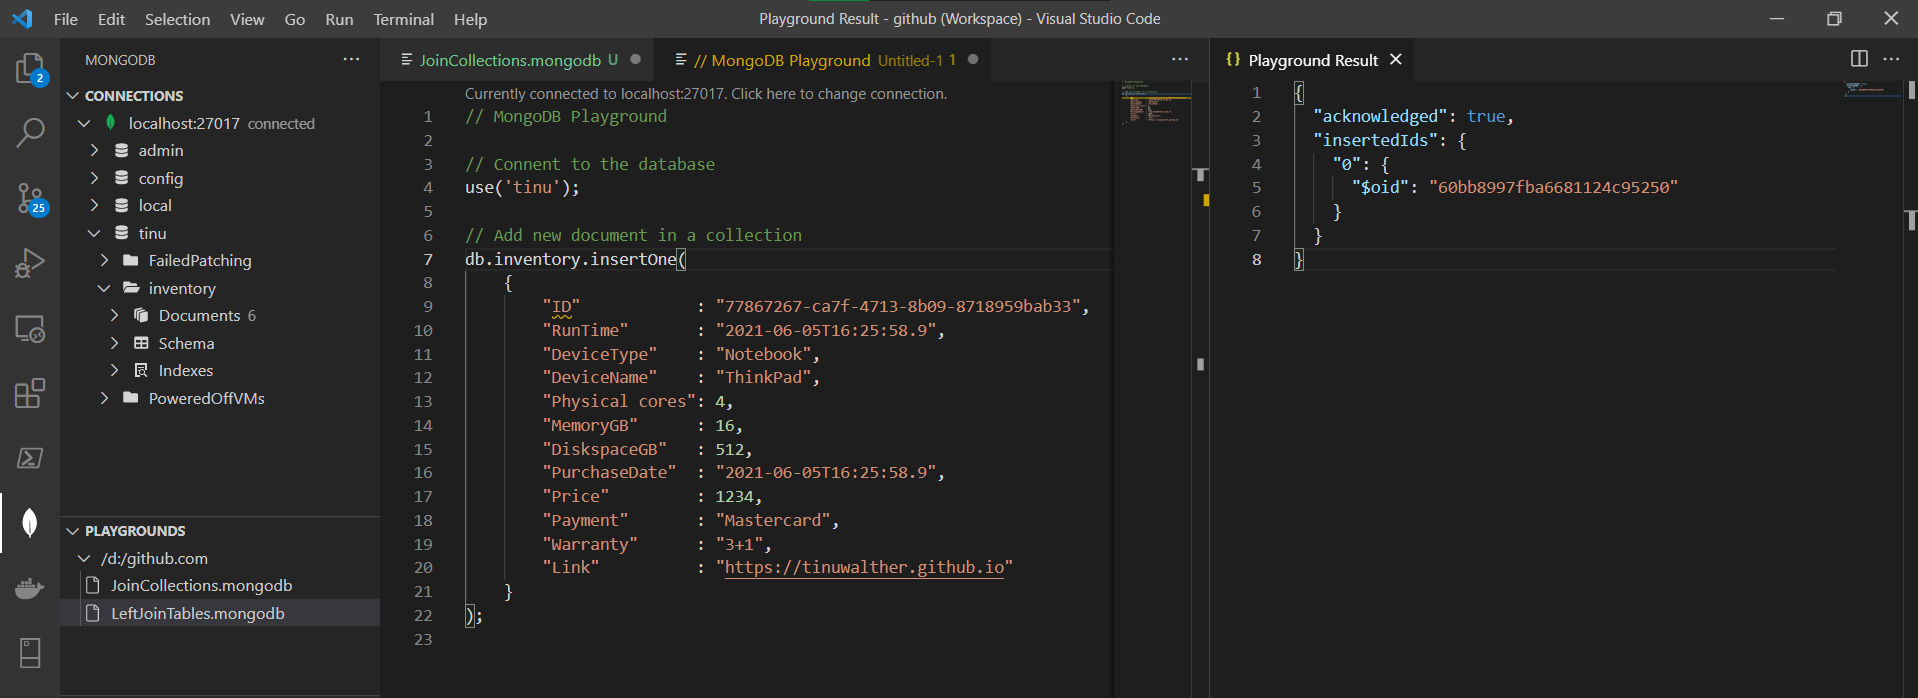 File Edit Selection View Go Run Terminal Help
Playground Result - github (Workspace) - Visual Studio Code
2
25
MONGODB
CONNECTIONS
localhost:27017 connected
admin
config
local
tinu
FailedPatching
inventory
Documents 6
Schema
Indexes
PoweredOffVMs
PLAYGROUNDS
/d:/github.com
JoinCollections.mongodb
LeftJoinTables.mongodb
JoinCollections.mongodb U
// MongoDB Playground Untitled-1 1
Currently connected to localhost:27017. Click here to change connection.
1 // MongoDB Playground
2
3 // Connent to the database
4 use('tinu');
5
6 // Add new document in a collection
7 db.inventory.insertOne(
8 {
9 "ID" : "77867267-ca7f-4713-8b09-8718959bab33",
10 "RunTime" : "2021-06-05T16:25:58.9",
11 "DeviceType" : "Notebook",
12 "DeviceName" : "ThinkPad",
13 "Physical cores": 4,
14 "MemoryGB" : 16,
15 "DiskspaceGB" : 512,
16 "PurchaseDate" : "2021-06-05T16:25:58.9",
17 "Price" : 1234,
18 "Payment" : "Mastercard",
19 "Warranty" : "3+1",
20 "Link" : "https://tinuwalther.github.io"
21 }
22 );
23
{} Playground Result
1 {
2 "acknowledged": true,
3 "insertedIds": {
4 "0": {
5 "$oid": "60bb8997fba6681124c95250"
6 }
7 }
8 }